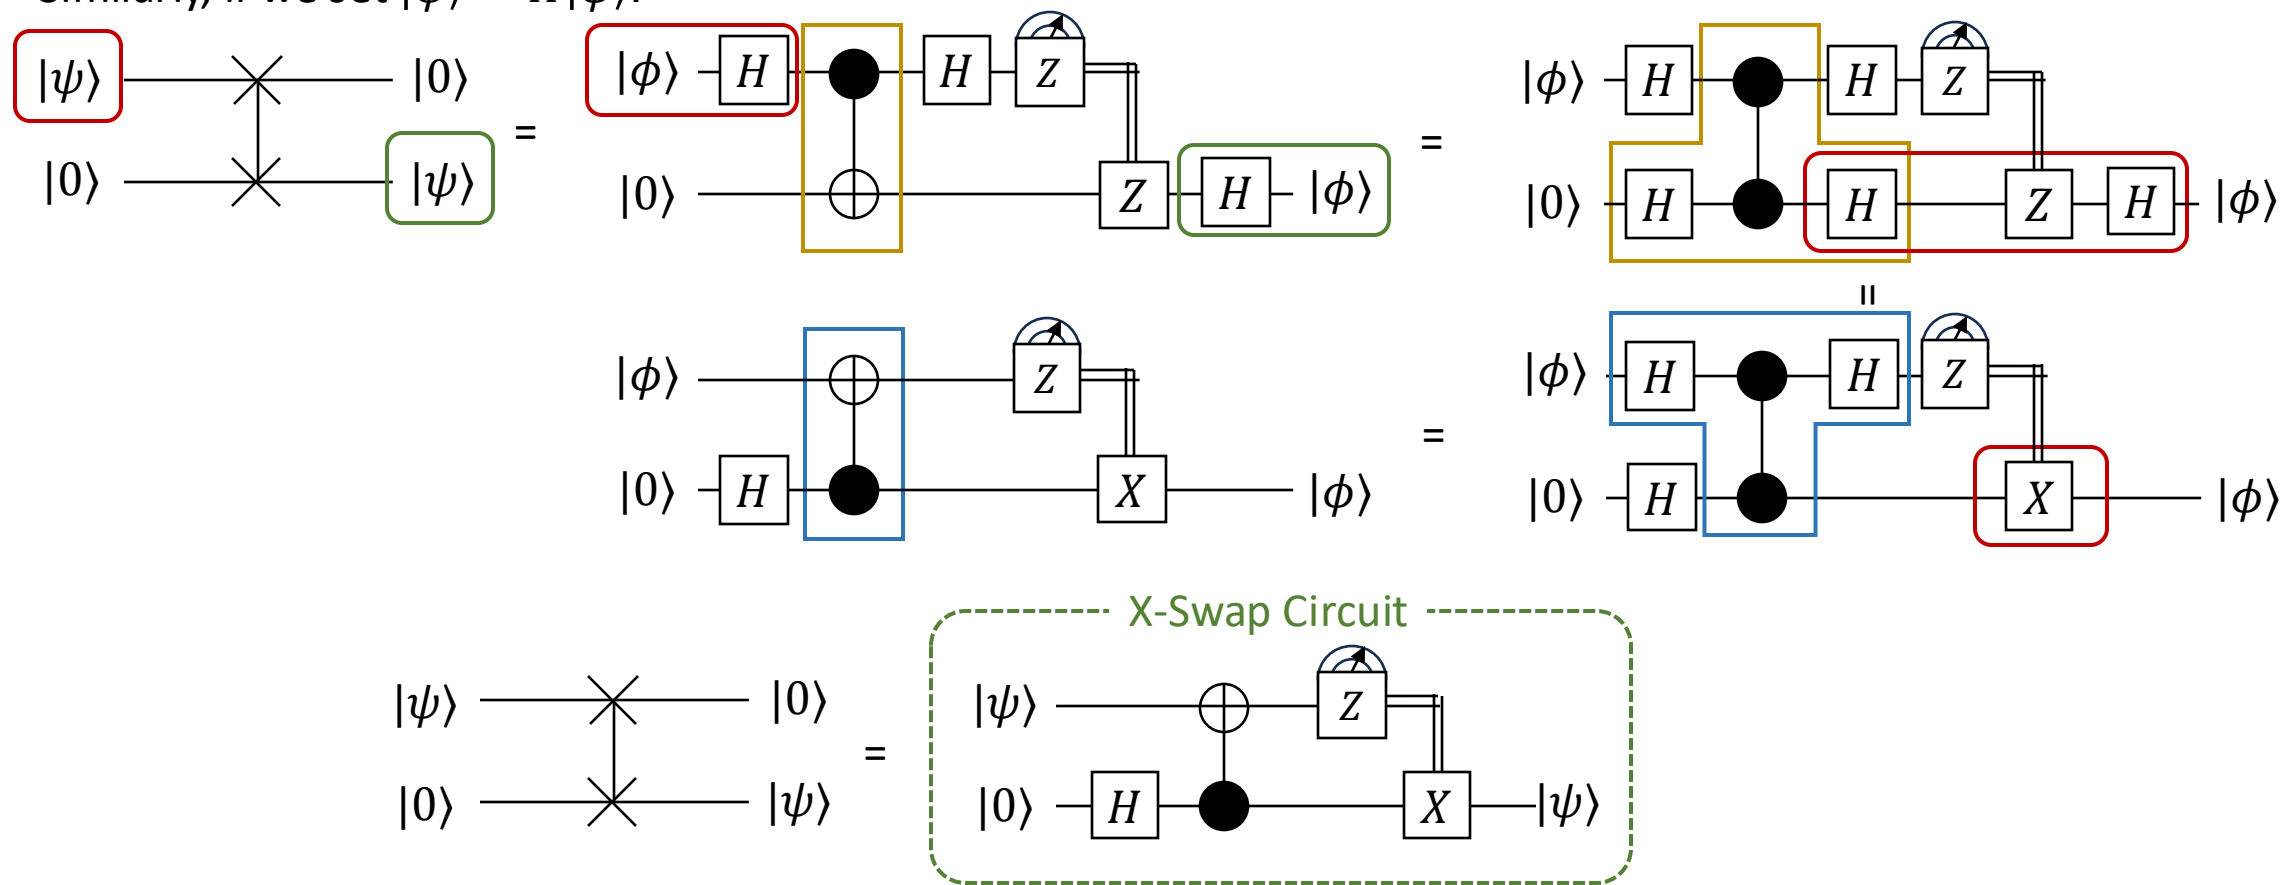 |ψ⟩ |0⟩ = |ϕ⟩ H H Z = |ϕ⟩ H H Z
|0⟩ |ψ⟩ |0⟩ Z H |ϕ⟩ |0⟩ H H Z H |ϕ⟩
=
|ϕ⟩ Z = |ϕ⟩ H H Z
|0⟩ H X |ϕ⟩ |0⟩ H X |ϕ⟩
X-Swap Circuit
|ψ⟩ |0⟩ = |ψ⟩ Z
|0⟩ |ψ⟩ |0⟩ H X |ψ⟩